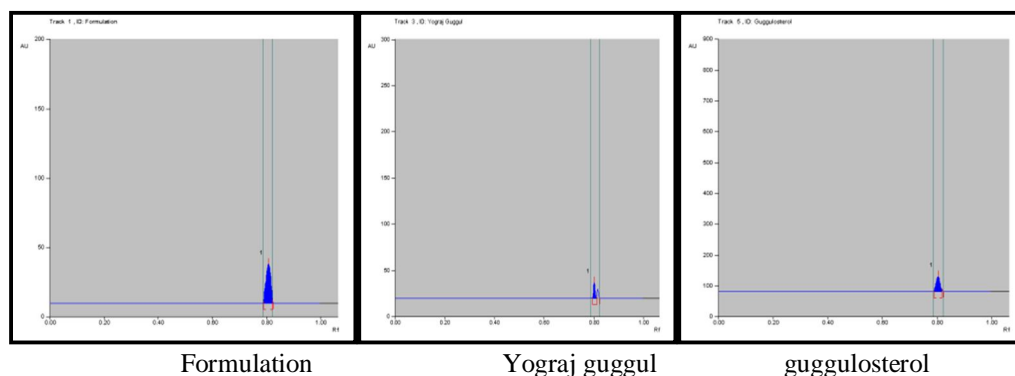 Track 1 , ID: Formulation
AU
200
150
100
50
0
1
0.00 0.20 0.40 0.60 0.80 1.00
Rf
Track 3 , ID: Yograj Guggul
AU
300
250
200
150
100
50
0
1
0.00 0.20 0.40 0.60 0.80 1.00
Rf
Track 5 , ID: Guggulosterol
AU
900
800
700
600
500
400
300
200
100
0
1
0.00 0.20 0.40 0.60 0.80 1.00
Rf
Formulation Yograj guggul guggulosterol